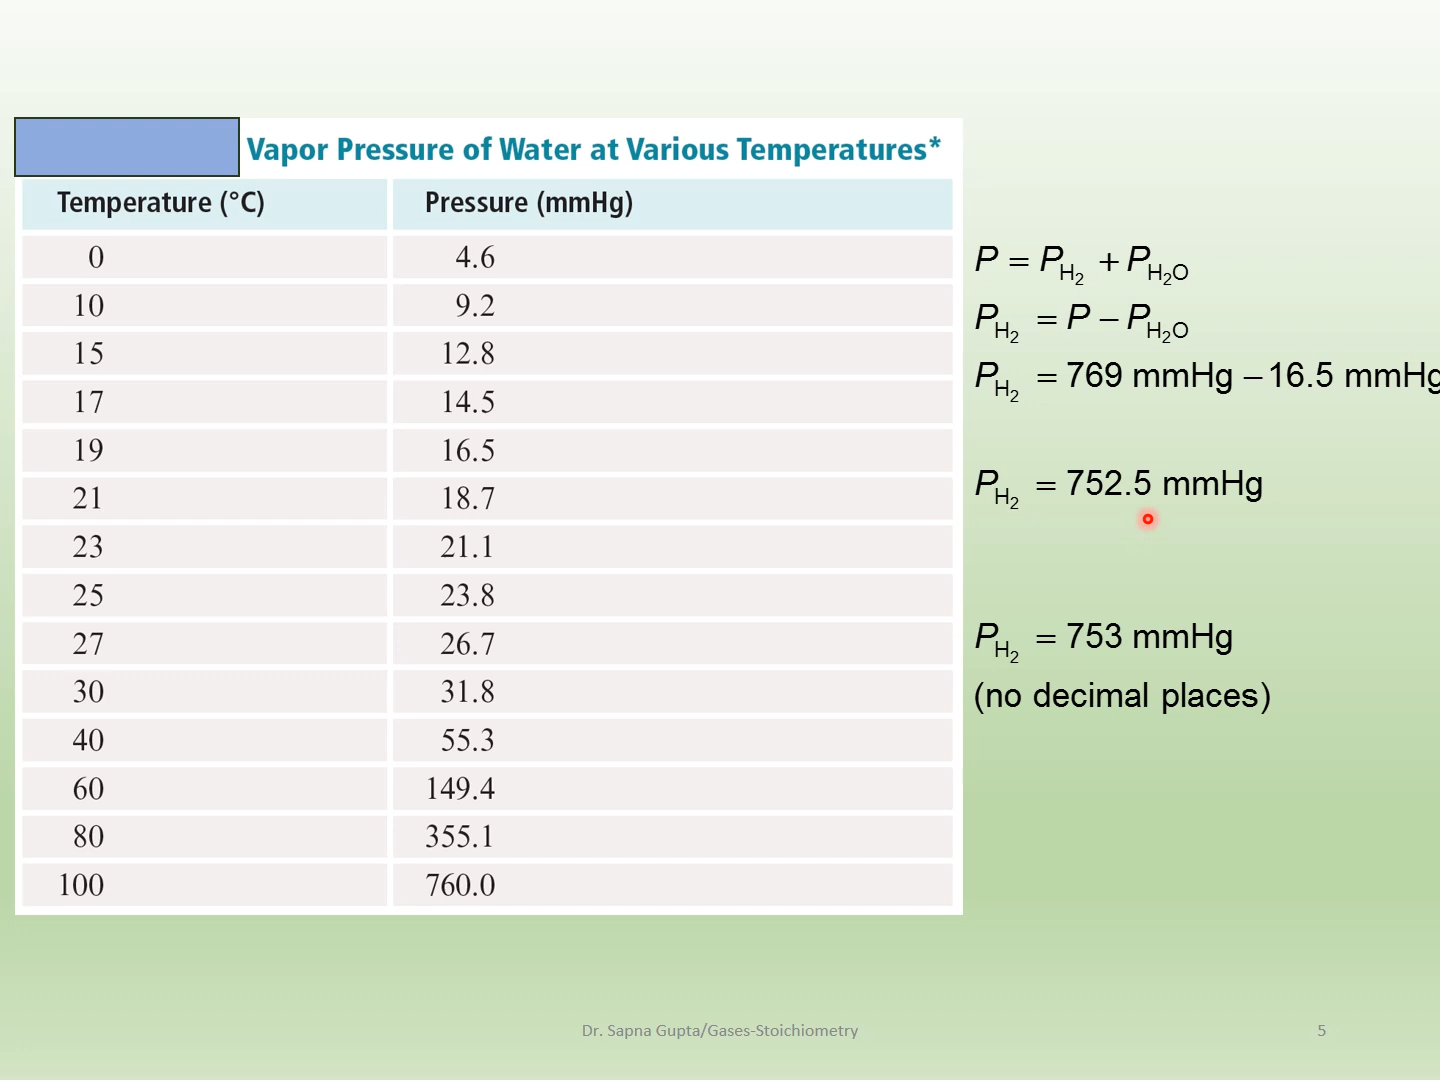 Vapor Pressure of Water at Various Temperatures*
Temperature (°C) Pressure (mmHg)
0 4.6
10 9.2
15 12.8
17 14.5
19 16.5
21 18.7
23 21.1
25 23.8
27 26.7
30 31.8
40 55.3
60 149.4
80 355.1
100 760.0
P = P_H₂ + P_H₂O
P_H₂ = P − P_H₂O
P_H₂ = 769 mmHg − 16.5 mmHg
P_H₂ = 752.5 mmHg
P_H₂ = 753 mmHg
(no decimal places)
Dr. Sapna Gupta/Gases-Stoichiometry 5